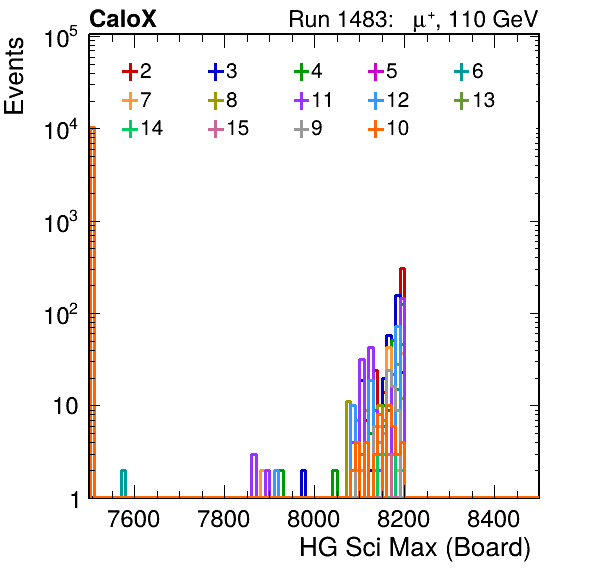 CaloX Run 1483: μ⁺, 110 GeV
Events
10⁵
10⁴
10³
10²
10
1
2 3 4 5 6
7 8 11 12 13
14 15 9 10
7600 7800 8000 8200 8400
HG Sci Max (Board)